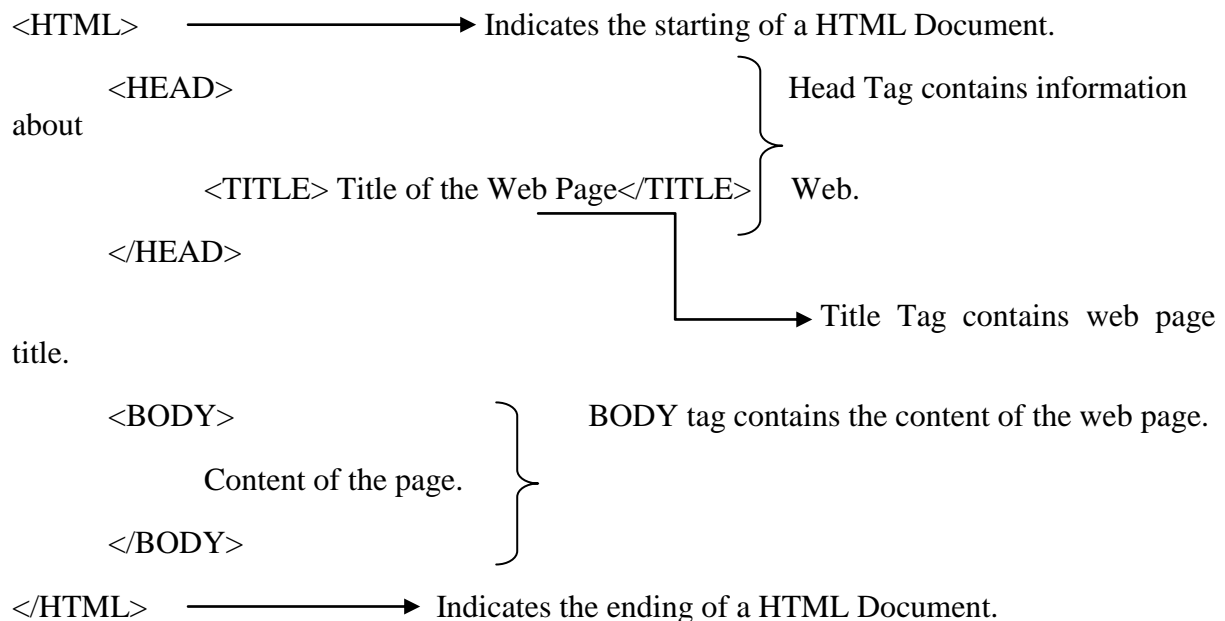 <HTML> Indicates the starting of a HTML Document.
<HEAD> Head Tag contains information
about
<TITLE> Title of the Web Page</TITLE> Web.
</HEAD>
Title Tag contains web page
title.
<BODY> BODY tag contains the content of the web page.
Content of the page.
</BODY>
</HTML> Indicates the ending of a HTML Document.